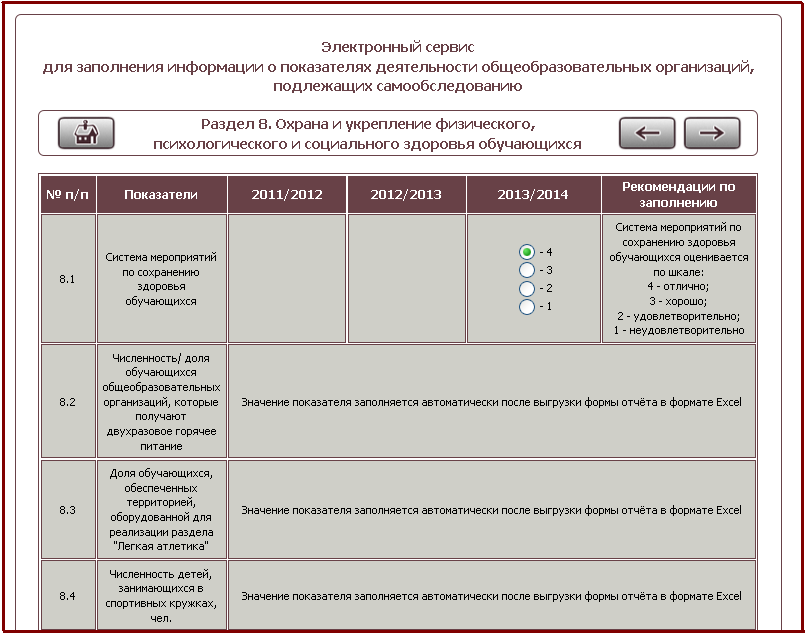 Электронный сервис
для заполнения информации о показателях деятельности общеобразовательных организаций,
подлежащих самообследованию
Раздел 8. Охрана и укрепление физического,
психологического и социального здоровья обучающихся
№ п/п
Показатели
2011/2012
2012/2013
2013/2014
Рекомендации по
заполнению
8.1
Система мероприятий
по сохранению
здоровья
обучающихся
- 4
- 3
- 2
- 1
Система мероприятий по
сохранению здоровья
обучающихся оценивается
по шкале:
4 - отлично;
3 - хорошо;
2 - удовлетворительно;
1 - неудовлетворительно
8.2
Численность/ доля
обучающихся
общеобразовательных
организаций, которые
получают
двухразовое горячее
питание
Значение показателя заполняется автоматически после выгрузки формы отчёта в формате Excel
8.3
Доля обучающихся,
обеспеченных
территорией,
оборудованной для
реализации раздела
"Легкая атлетика"
Значение показателя заполняется автоматически после выгрузки формы отчёта в формате Excel
8.4
Численность детей,
занимающихся в
спортивных кружках,
чел.
Значение показателя заполняется автоматически после выгрузки формы отчёта в формате Excel